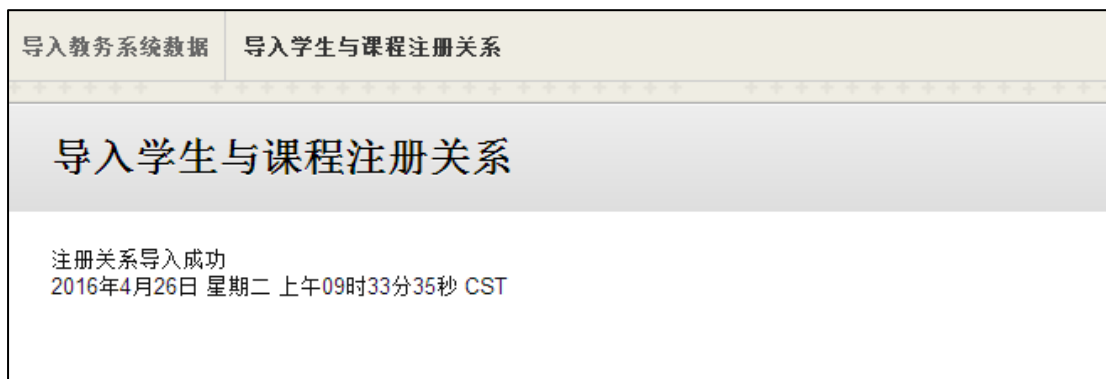 导入教务系统数据 导入学生与课程注册关系
导入学生与课程注册关系
注册关系导入成功
2016年4月26日 星期二 上午09时33分35秒 CST